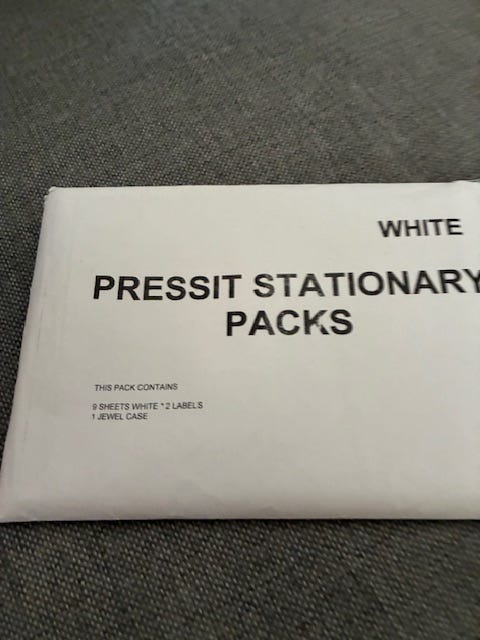 WHITE
PRESSIT STATIONARY
PACKS
THIS PACK CONTAINS
9 SHEETS WHITE * 2 LABELS
1 JEWEL CASE